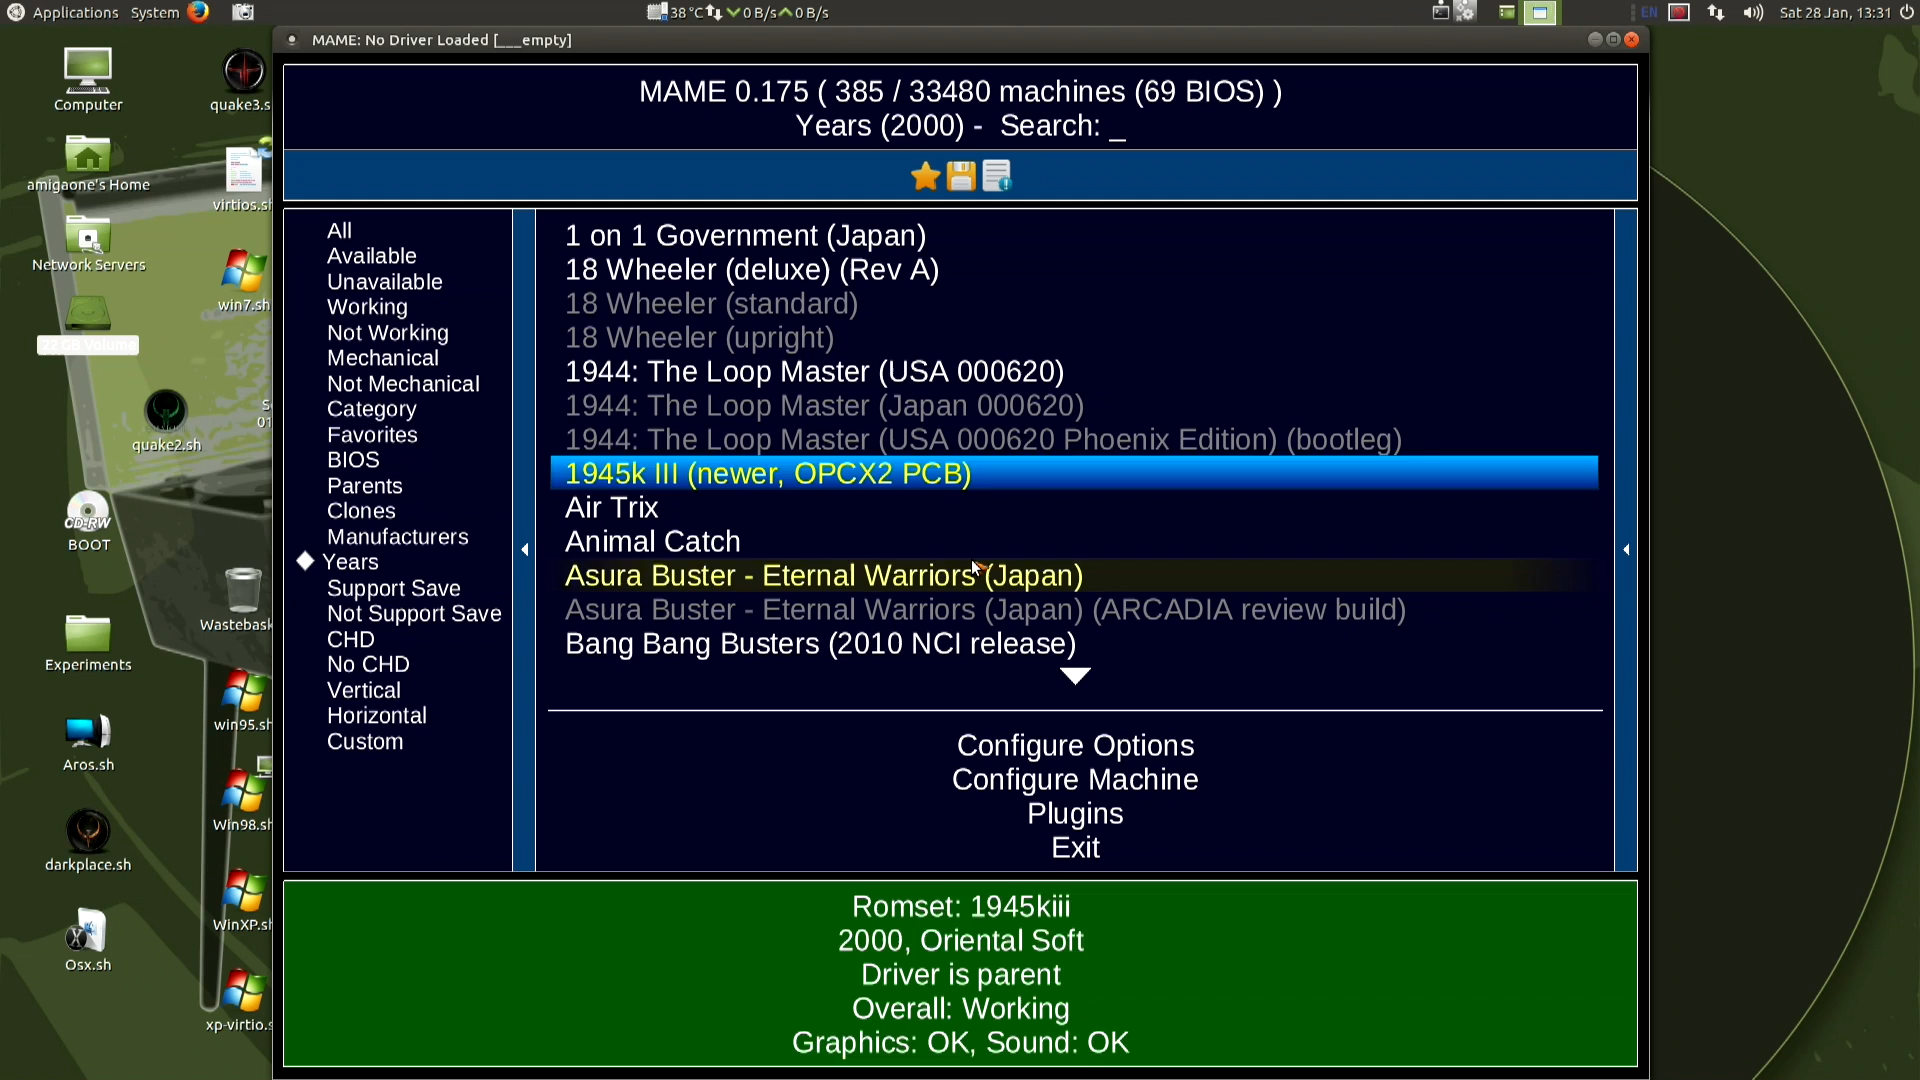 Applications System 38 °C 0 B/s 0 B/s EN Sat 28 Jan, 13:31
MAME: No Driver Loaded [___empty]
MAME 0.175 ( 385 / 33480 machines (69 BIOS) )
Years (2000) - Search: _
Computer
quake3.s
amigaone's Home
virtios.sh
Network Servers
win7.sh
22 GB Volume
quake2.sh
S
01
CD-RW
BOOT
Wastebask
Experiments
win95.sh
Aros.sh
Win98.sh
darkplace.sh
WinXP.sh
Osx.sh
xp-virtio.s
All
Available
Unavailable
Working
Not Working
Mechanical
Not Mechanical
Category
Favorites
BIOS
Parents
Clones
Manufacturers
Years
Support Save
Not Support Save
CHD
No CHD
Vertical
Horizontal
Custom
1 on 1 Government (Japan)
18 Wheeler (deluxe) (Rev A)
18 Wheeler (standard)
18 Wheeler (upright)
1944: The Loop Master (USA 000620)
1944: The Loop Master (Japan 000620)
1944: The Loop Master (USA 000620 Phoenix Edition) (bootleg)
1945k III (newer, OPCX2 PCB)
Air Trix
Animal Catch
Asura Buster - Eternal Warriors (Japan)
Asura Buster - Eternal Warriors (Japan) (ARCADIA review build)
Bang Bang Busters (2010 NCI release)
Configure Options
Configure Machine
Plugins
Exit
Romset: 1945kiii
2000, Oriental Soft
Driver is parent
Overall: Working
Graphics: OK, Sound: OK